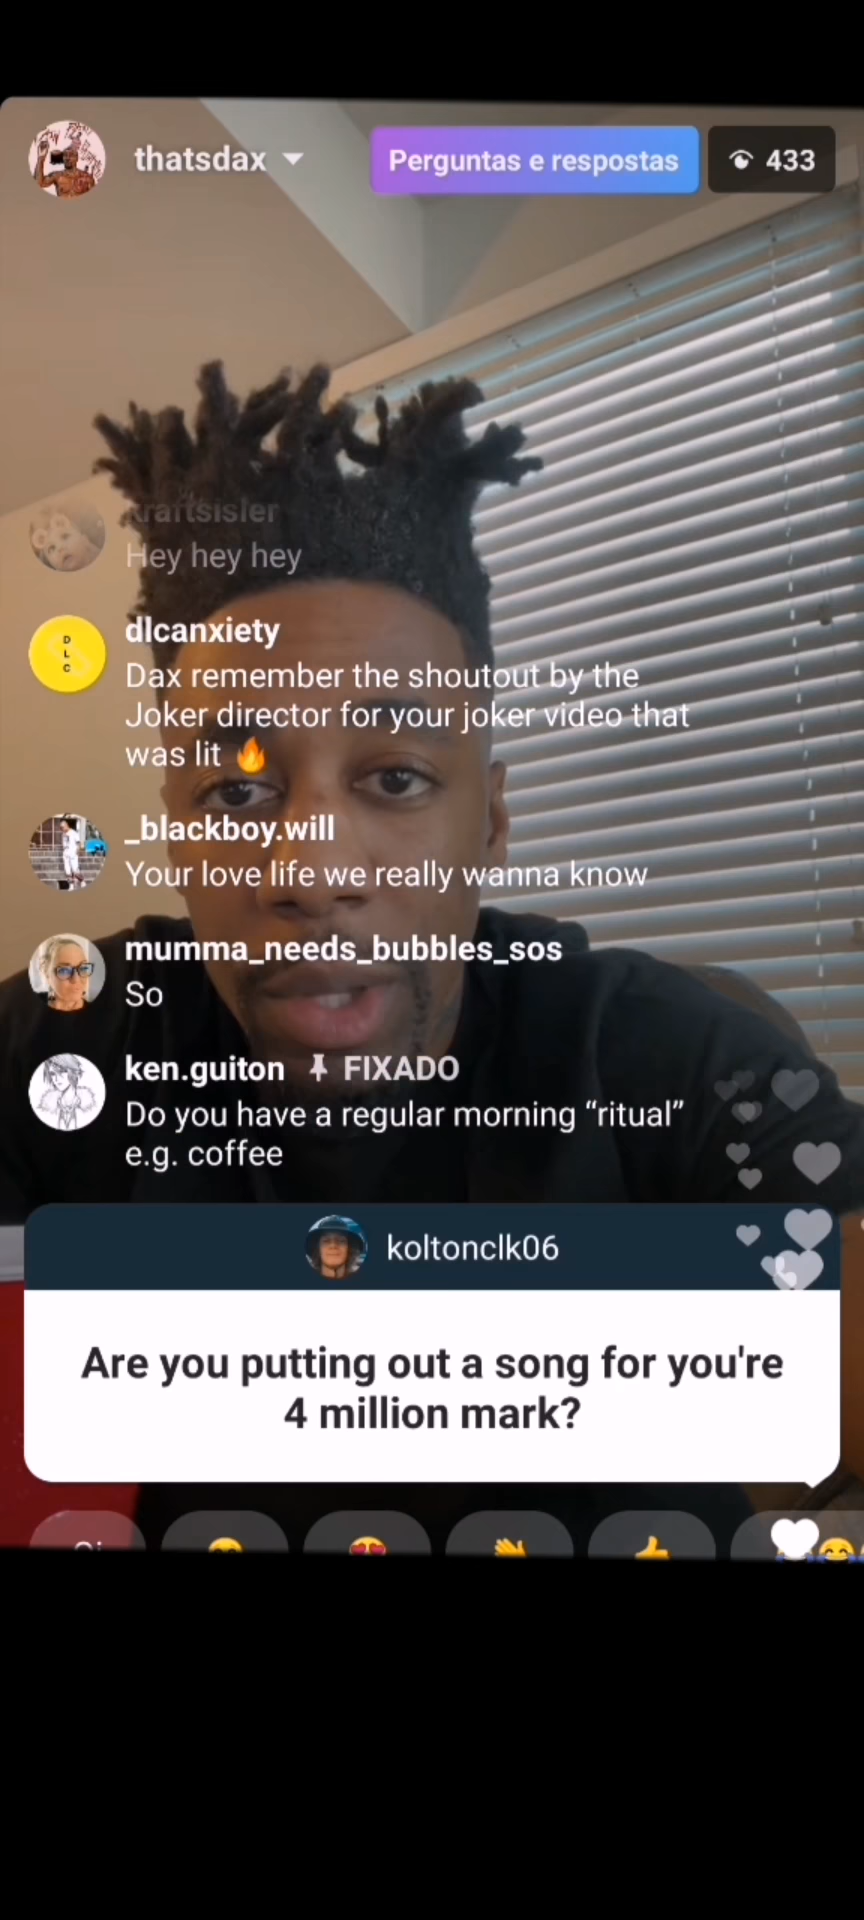 thatsdax
Perguntas e respostas
433
kraftsisler
Hey hey hey
D
L
C
dlcanxiety
Dax remember the shoutout by the
Joker director for your joker video that
was lit 🔥
_blackboy.will
Your love life we really wanna know
mumma_needs_bubbles_sos
So
ken.guiton FIXADO
Do you have a regular morning “ritual”
e.g. coffee
koltonclk06
Are you putting out a song for you're
4 million mark?